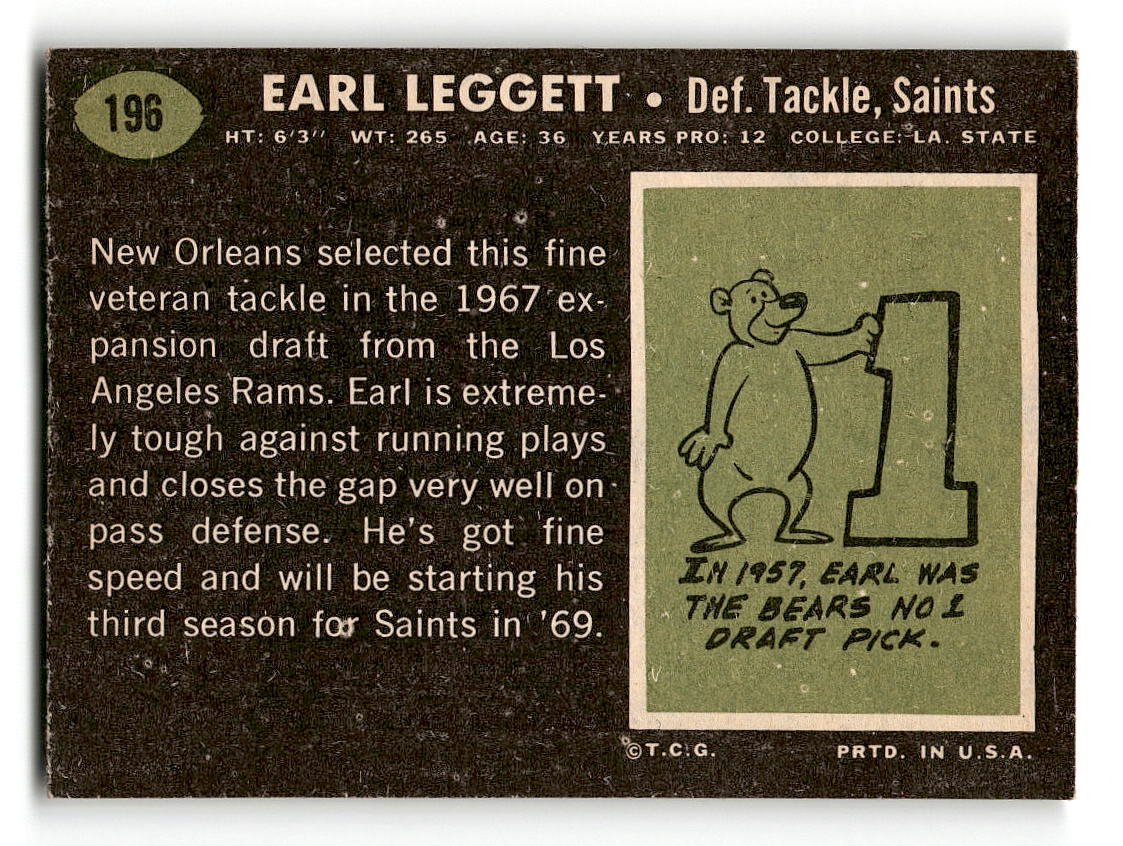 196
EARL LEGGETT • Def. Tackle, Saints
HT: 6'3'' WT: 265 AGE: 36 YEARS PRO: 12 COLLEGE: LA. STATE
New Orleans selected this fine
veteran tackle in the 1967 ex-
pansion draft from the Los
Angeles Rams. Earl is extreme-
ly tough against running plays
and closes the gap very well on
pass defense. He's got fine
speed and will be starting his
third season for Saints in '69.
1
IN 1957, EARL WAS
THE BEARS NO 1
DRAFT PICK.
©T.C.G. PRTD. IN U.S.A.